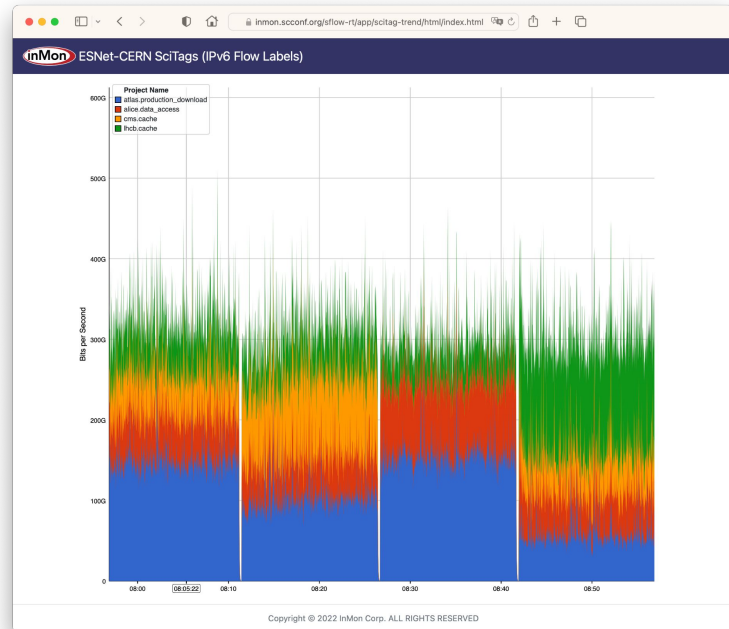 inmon.scconf.org/sflow-rt/app/scitag-trend/html/index.html
inMon ESNet-CERN SciTags (IPv6 Flow Labels)
Project Name
atlas.production_download
alice.data_access
cms.cache
lhcb.cache
600G
500G
400G
300G
200G
100G
0
Bits per Second
08:00
08:05:22
08:10
08:20
08:30
08:40
08:50
Copyright © 2022 InMon Corp. ALL RIGHTS RESERVED